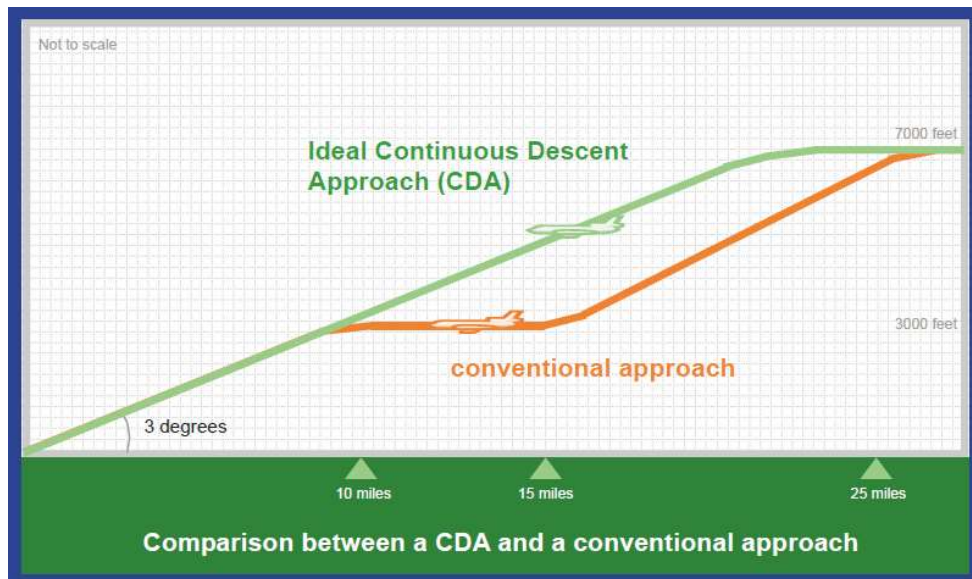 Not to scale
7000 feet
Ideal Continuous Descent
Approach (CDA)
3000 feet
conventional approach
3 degrees
10 miles
15 miles
25 miles
Comparison between a CDA and a conventional approach